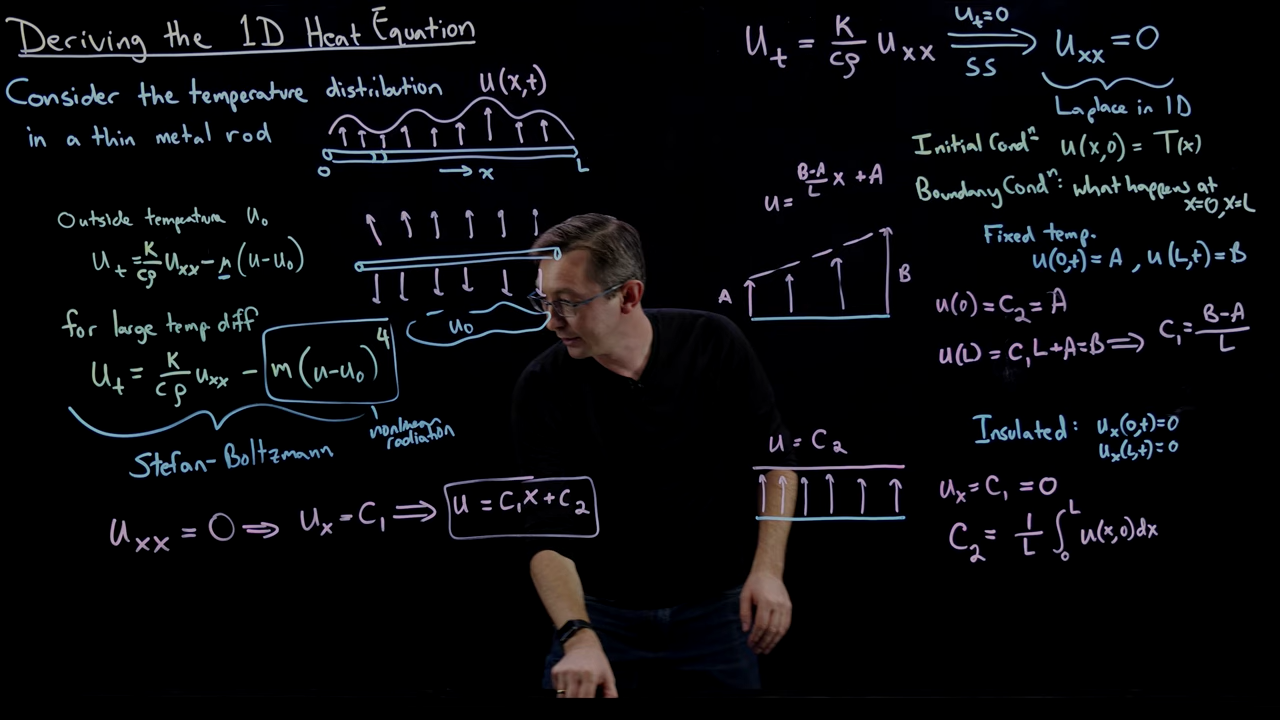 Deriving the 1D Heat Equation
Consider the temperature distribution u(x,t)
in a thin metal rod
0 → x L
Outside temperature u₀
u_t = K/cρ u_xx - m(u-u₀)
u₀
for large temp diff
u_t = K/cρ u_xx - m(u-u₀)⁴
nonlinear
radiation
Stefan-Boltzmann
u_xx = 0 ⇒ u_x = C₁ ⇒ u = C₁x + C₂
u_t = K/cρ u_xx ⇒ u_xx = 0
u_t=0
SS
Laplace in 1D
Initial Condⁿ u(x,0) = T(x)
Boundary Condⁿ: what happens at
x=0, x=L
Fixed temp.
u(0,t) = A, u(L,t) = B
u = B-A/L x + A
A B
u(0) = C₂ = A
u(L) = C₁L+A=B ⇒ C₁ = B-A/L
Insulated: u_x(0,t)=0
u_x(L,t)=0
u = C₂
u_x = C₁ = 0
C₂ = 1/L ∫₀ᴸ u(x,0)dx